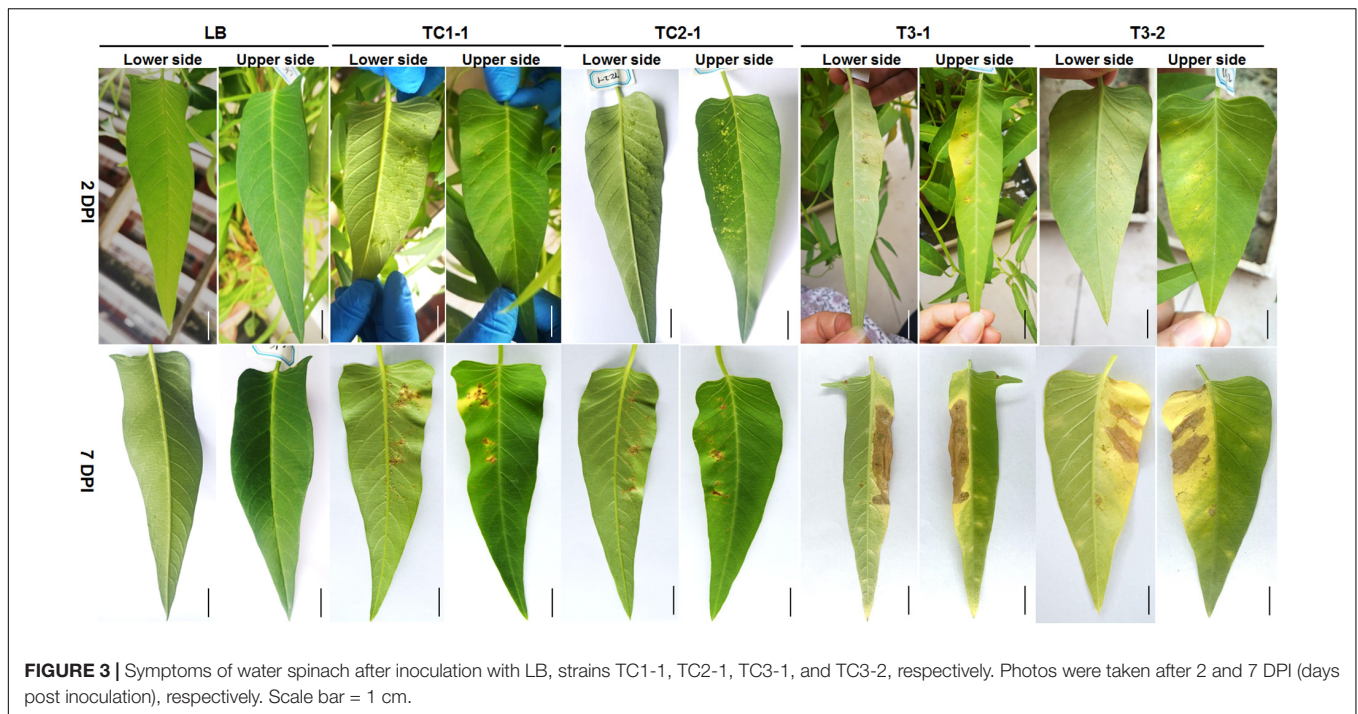 LB TC1-1 TC2-1 T3-1 T3-2
Lower side Upper side Lower side Upper side Lower side Upper side Lower side Upper side Lower side Upper side
2 DPI
7 DPI
FIGURE 3 | Symptoms of water spinach after inoculation with LB, strains TC1-1, TC2-1, TC3-1, and TC3-2, respectively. Photos were taken after 2 and 7 DPI (days
post inoculation), respectively. Scale bar = 1 cm.